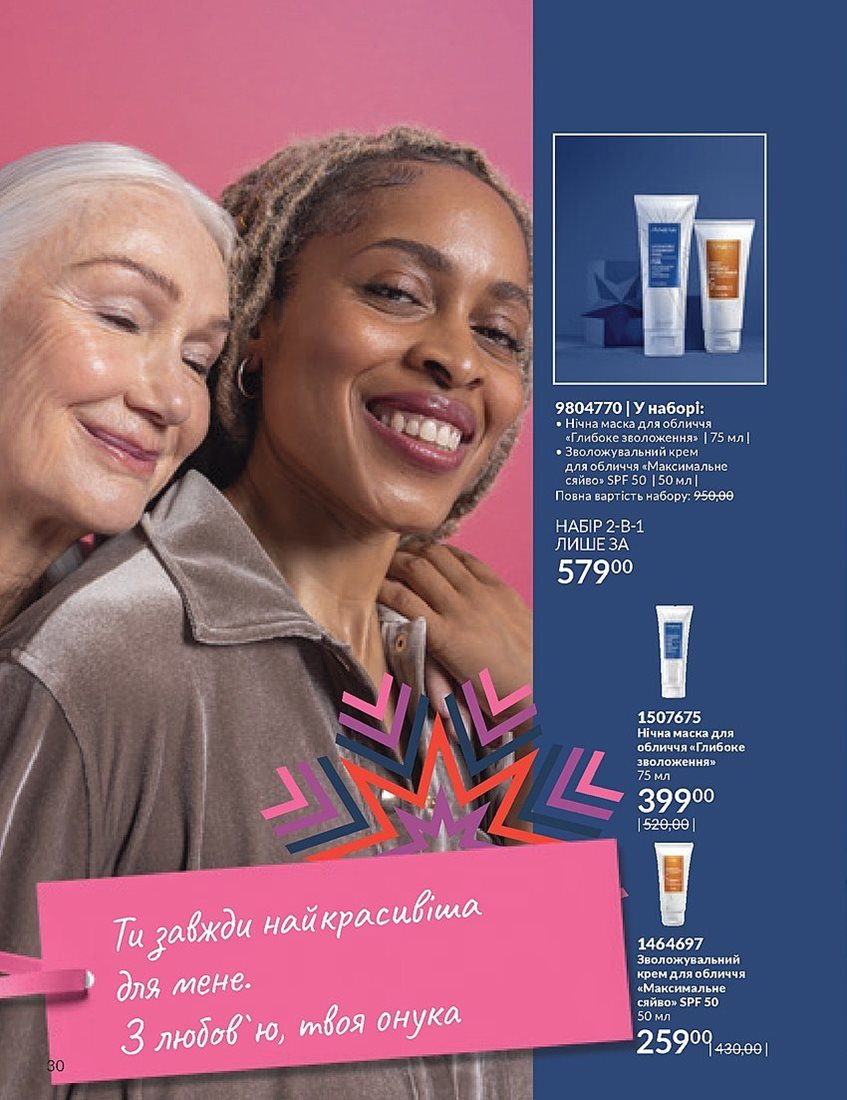 9804770 | У наборі:
• Нічна маска для обличчя
«Глибоке зволоження» | 75 мл |
• Зволожувальний крем
для обличчя «Максимальне
сяйво» SPF 50 | 50 мл |
Повна вартість набору: 950,00
НАБІР 2-В-1
ЛИШЕ ЗА
57900
1507675
Нічна маска для
обличчя «Глибоке
зволоження»
75 мл
39900
| 520,00 |
1464697
Зволожувальний
крем для обличчя
«Максимальне
сяйво» SPF 50
50 мл
25900 | 430,00 |
Ти завжди найкрасивіша
для мене.
З любов`ю, твоя онука
30